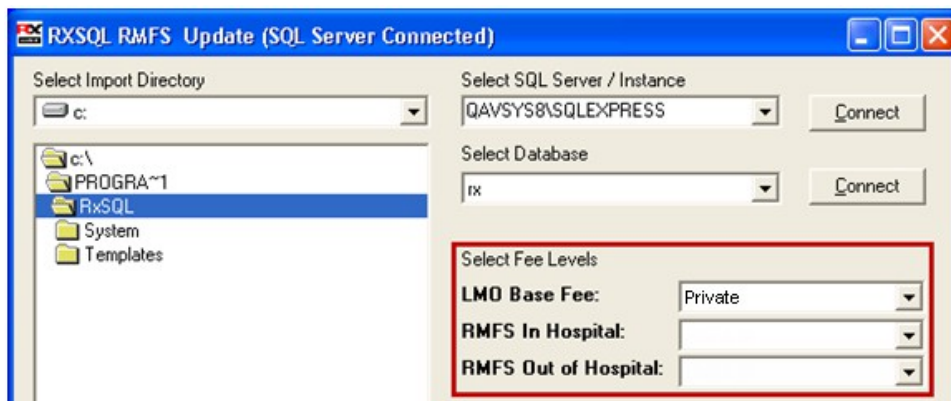 RXSQL RMFS Update (SQL Server Connected)
Select Import Directory
c:
c:\
PROGRA~1
RxSQL
System
Templates
Select SQL Server / Instance
QAVSYS8\SQLEXPRESS
Connect
Select Database
rx
Connect
Select Fee Levels
LMO Base Fee:
Private
RMFS In Hospital:
RMFS Out of Hospital: